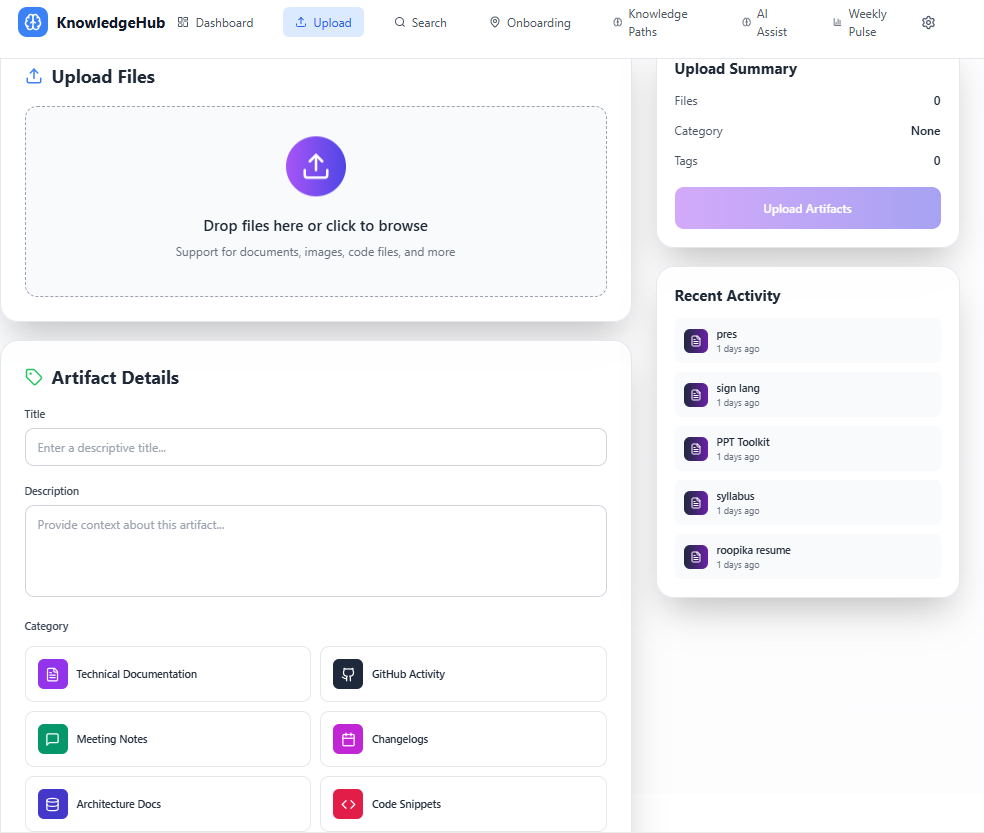 KnowledgeHub
Dashboard
Upload
Search
Onboarding
Knowledge
Paths
AI
Assist
Weekly
Pulse
Upload Files
Drop files here or click to browse
Support for documents, images, code files, and more
Artifact Details
Title
Enter a descriptive title...
Description
Provide context about this artifact...
Category
Technical Documentation
GitHub Activity
Meeting Notes
Changelogs
Architecture Docs
Code Snippets
Upload Summary
Files 0
Category None
Tags 0
Upload Artifacts
Recent Activity
pres
1 days ago
sign lang
1 days ago
PPT Toolkit
1 days ago
syllabus
1 days ago
roopika resume
1 days ago